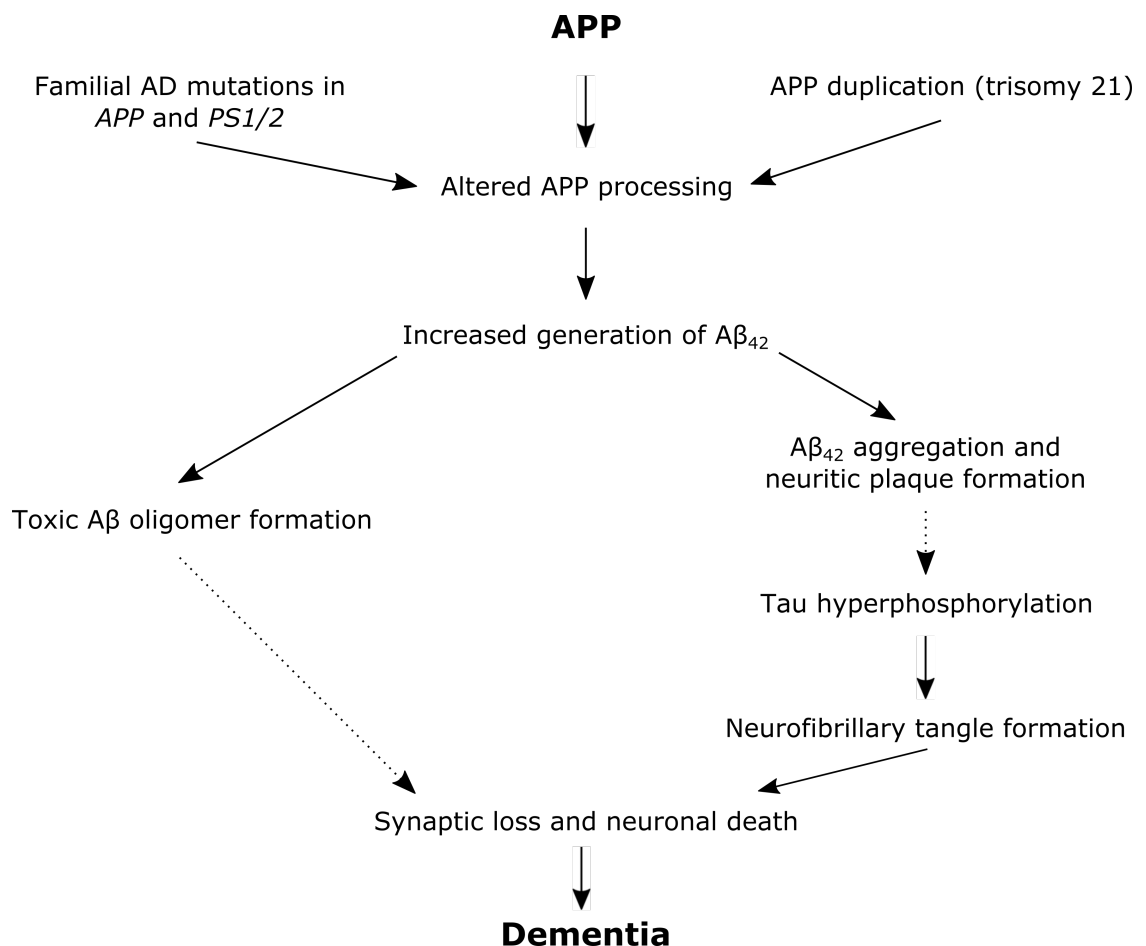 APP
Familial AD mutations in
APP and PS1/2
APP duplication (trisomy 21)
Altered APP processing
Increased generation of Aβ₄₂
Aβ₄₂ aggregation and
neuritic plaque formation
Toxic Aβ oligomer formation
Tau hyperphosphorylation
Neurofibrillary tangle formation
Synaptic loss and neuronal death
Dementia